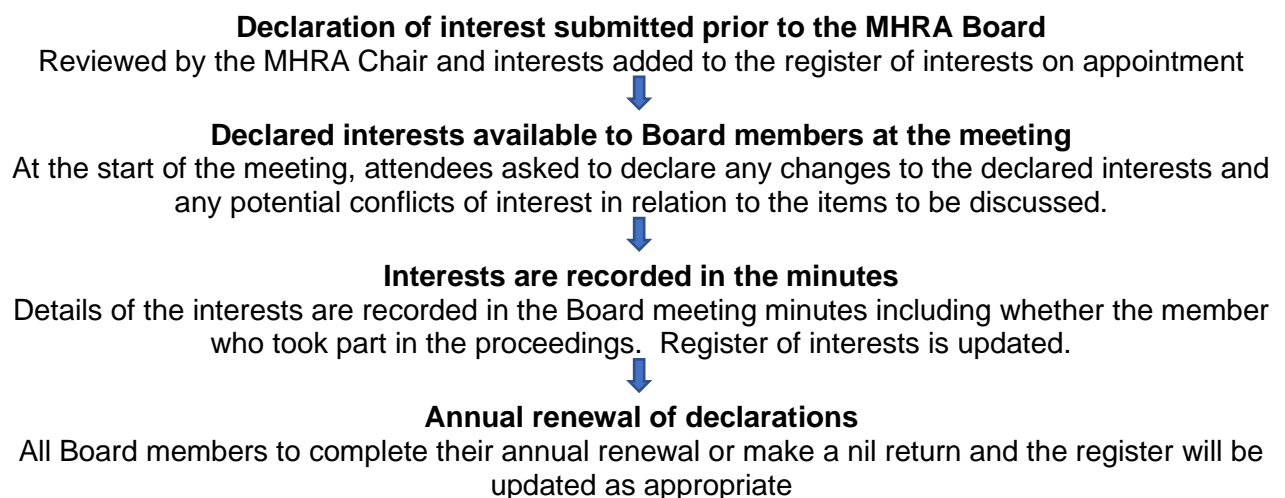 Declaration of interest submitted prior to the MHRA Board
Reviewed by the MHRA Chair and interests added to the register of interests on appointment
Declared interests available to Board members at the meeting
At the start of the meeting, attendees asked to declare any changes to the declared interests and
any potential conflicts of interest in relation to the items to be discussed.
Interests are recorded in the minutes
Details of the interests are recorded in the Board meeting minutes including whether the member
who took part in the proceedings.  Register of interests is updated.
Annual renewal of declarations
All Board members to complete their annual renewal or make a nil return and the register will be
updated as appropriate